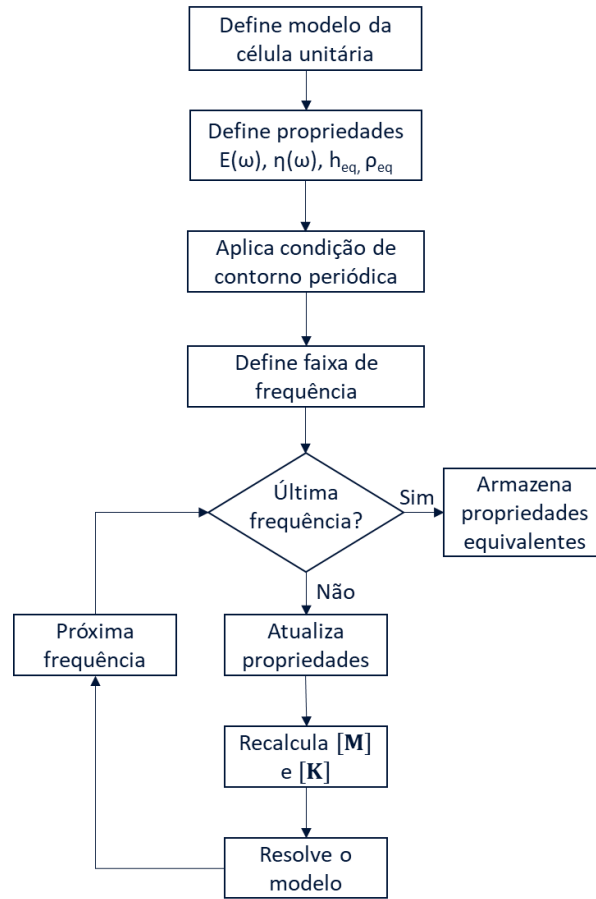 Define modelo da
célula unitária
Define propriedades
E(ω), η(ω), h_eq, ρ_eq
Aplica condição de
contorno periódica
Define faixa de
frequência
Última
frequência?
Sim
Armazena
propriedades
equivalentes
Não
Próxima
frequência
Atualiza
propriedades
Recalcula [M]
e [K]
Resolve o
modelo